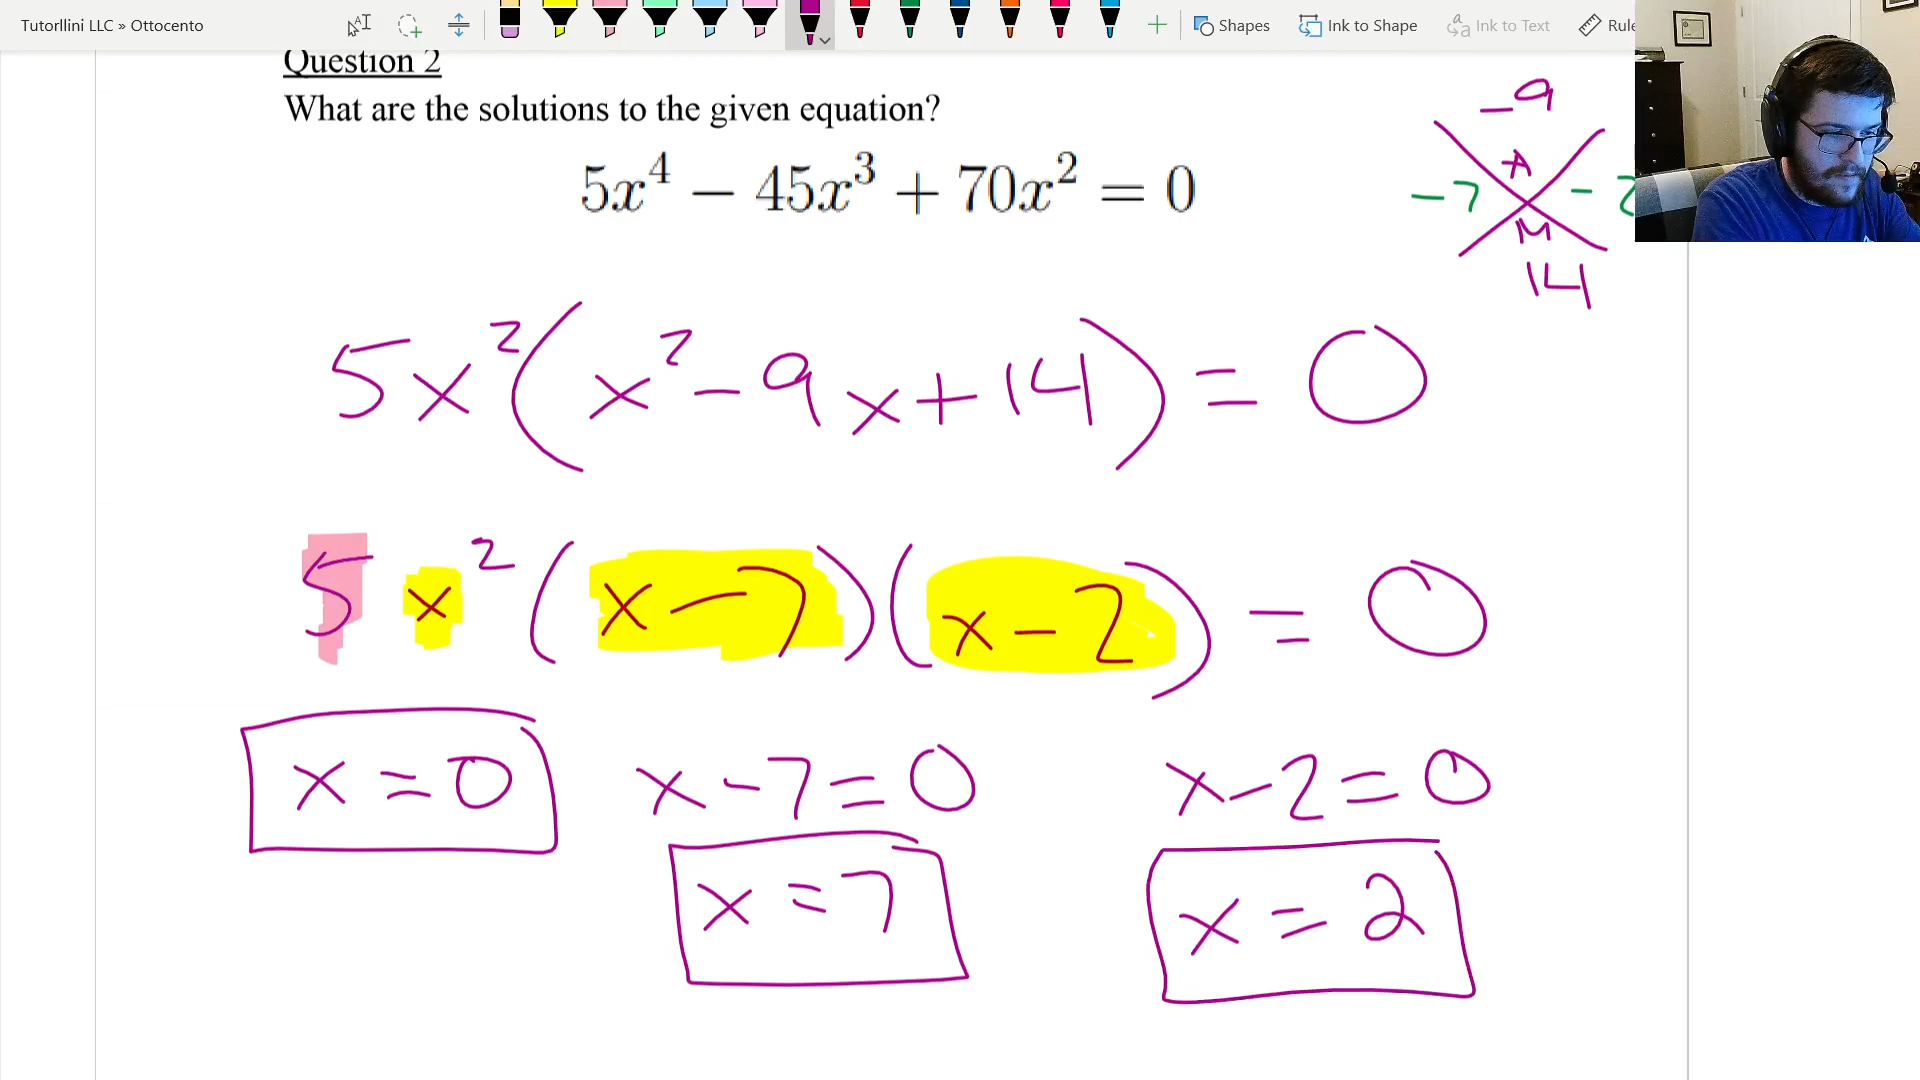 Tutorllini LLC » Ottocento
Shapes
Ink to Shape
Ink to Text
Question 2
What are the solutions to the given equation?
5x⁴ − 45x³ + 70x² = 0
-9
A
-7 -2
M
14
5x²(x²-9x+14)=0
5x²(x-7)(x-2)=0
x=0 x-7=0 x-2=0
x=7 x=2